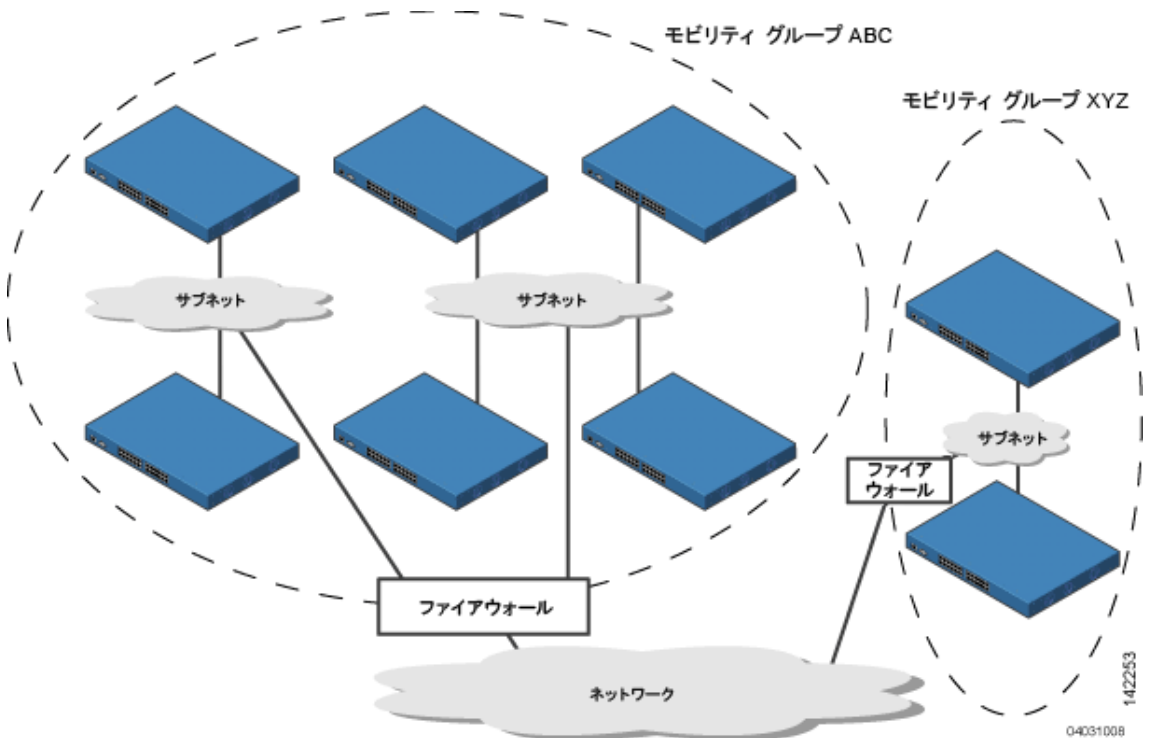 モビリティ グループ ABC
モビリティ グループ XYZ
サブネット
サブネット
サブネット
ファイア
ウォール
ファイアウォール
ネットワーク
142253
04031008